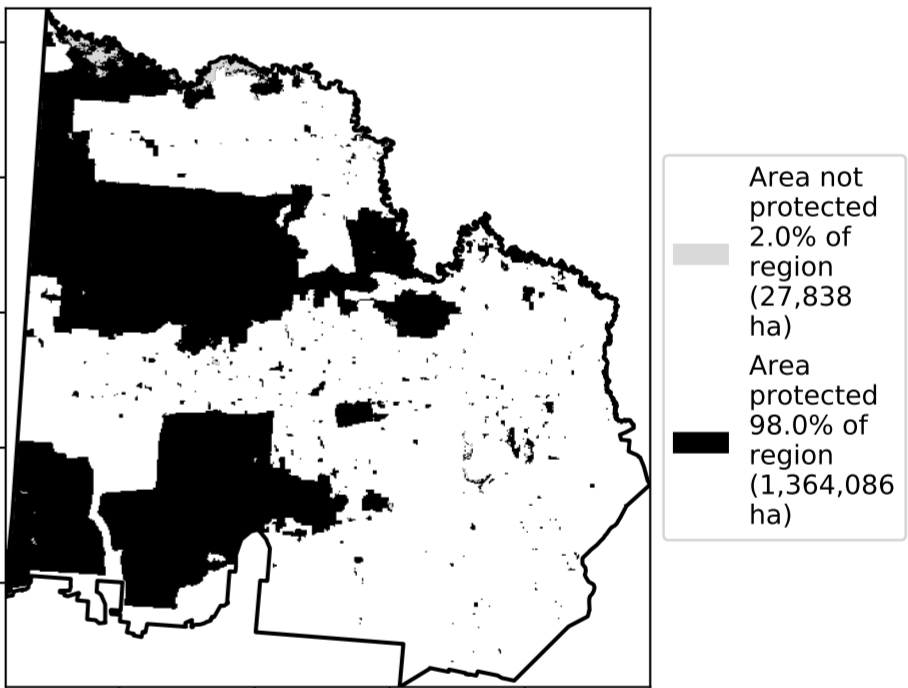 Area not
protected
2.0% of
region
(27,838
ha)
Area
protected
98.0% of
region
(1,364,086
ha)